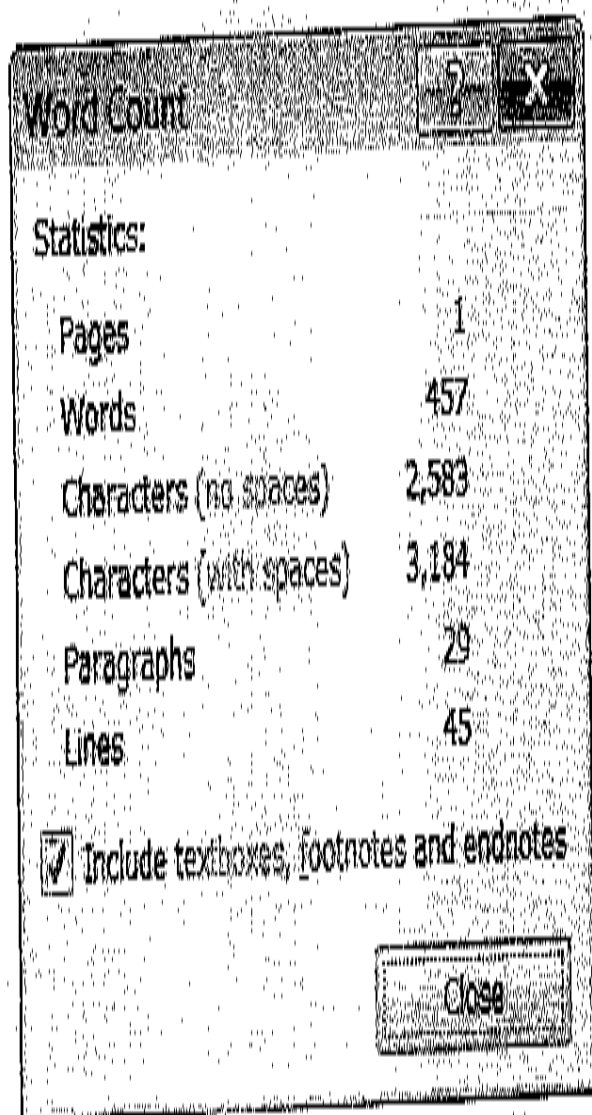 Word Count ? X
Statistics:
Pages 1
Words 457
Characters (no spaces) 2,583
Characters (with spaces) 3,184
Paragraphs 29
Lines 45
✓ Include textboxes, footnotes and endnotes
Close